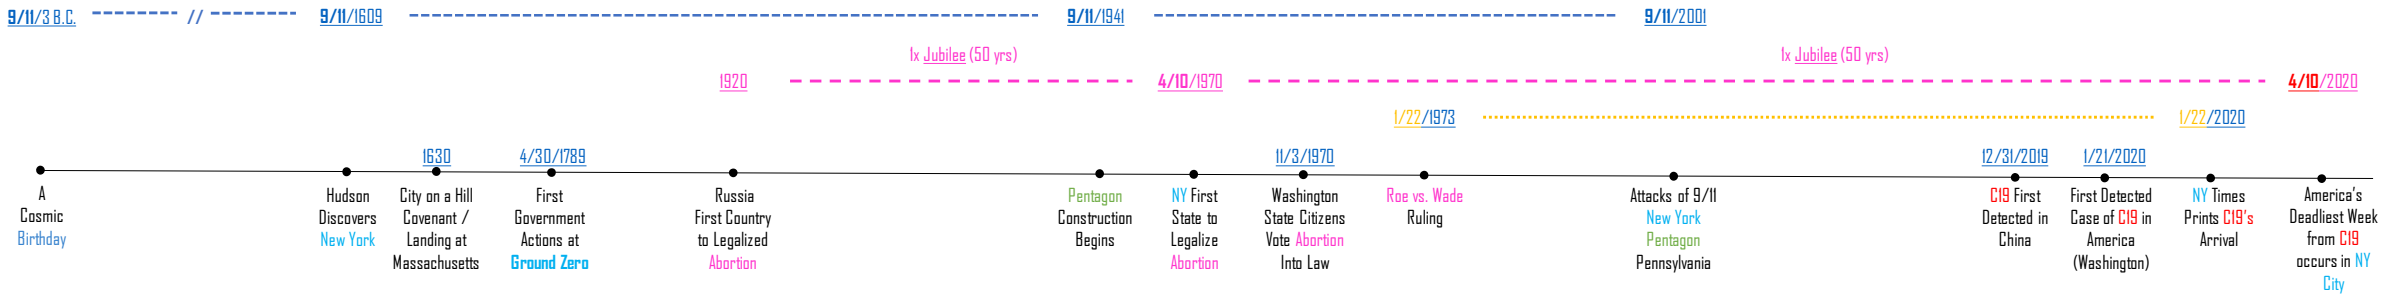 9/11/3 B.C. // 9/11/1609 9/11/1941 9/11/2001
1x Jubilee (50 yrs) 1x Jubilee (50 yrs)
1920 4/10/1970 4/10/2020
1/22/1973 1/22/2020
1630 4/30/1789 11/3/1970 12/31/2019 1/21/2020
A
Cosmic
Birthday
Hudson
Discovers
New York
City on a Hill
Covenant /
Landing at
Massachusetts
First
Government
Actions at
Ground Zero
Russia
First Country
to Legalized
Abortion
Pentagon
Construction
Begins
NY First
State to
Legalize
Abortion
Washington
State Citizens
Vote Abortion
Into Law
Roe vs. Wade
Ruling
Attacks of 9/11
New York
Pentagon
Pennsylvania
C19 First
Detected in
China
First Detected
Case of C19 in
America
(Washington)
NY Times
Prints C19's
Arrival
America's
Deadliest Week
from C19
occurs in NY
City